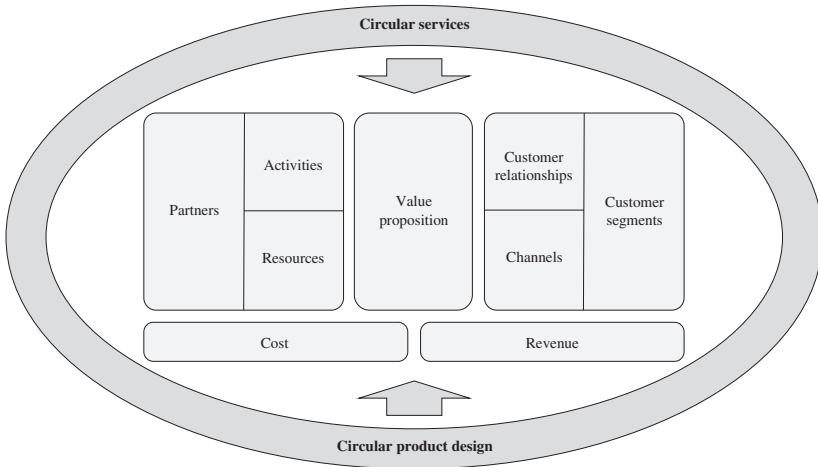 Circular services
Partners
Activities
Resources
Value
proposition
Customer
relationships
Channels
Customer
segments
Cost
Revenue
Circular product design